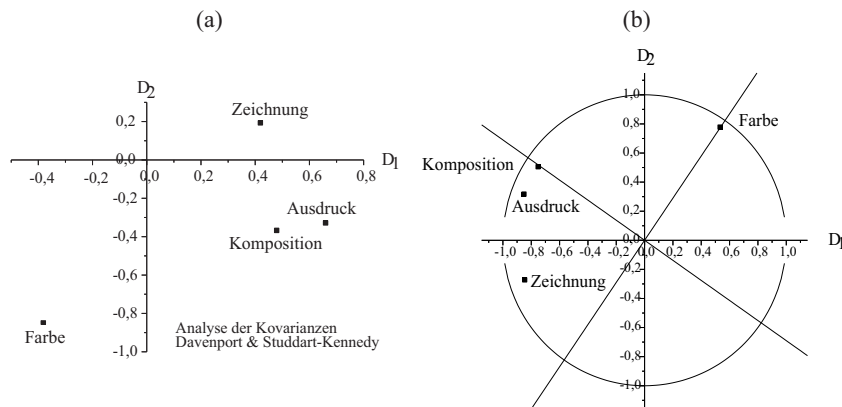 (a)
D2
0,2
0,0
-0,2
-0,4
-0,6
-0,8
-1,0
-0,4
-0,2
0,0
0,2
0,4
0,6
0,8
D1
Zeichnung
Ausdruck
Komposition
Farbe
Analyse der Kovarianzen
Davenport & Studdart-Kennedy
(b)
D2
1,0
0,8
0,6
0,4
0,2
0,0
-0,2
-0,4
-0,6
-0,8
-1,0
-1,0 -0,8 -0,6 -0,4 -0,2 0,0 0,2 0,4 0,6 0,8 1,0
D1
Farbe
Komposition
Ausdruck
Zeichnung